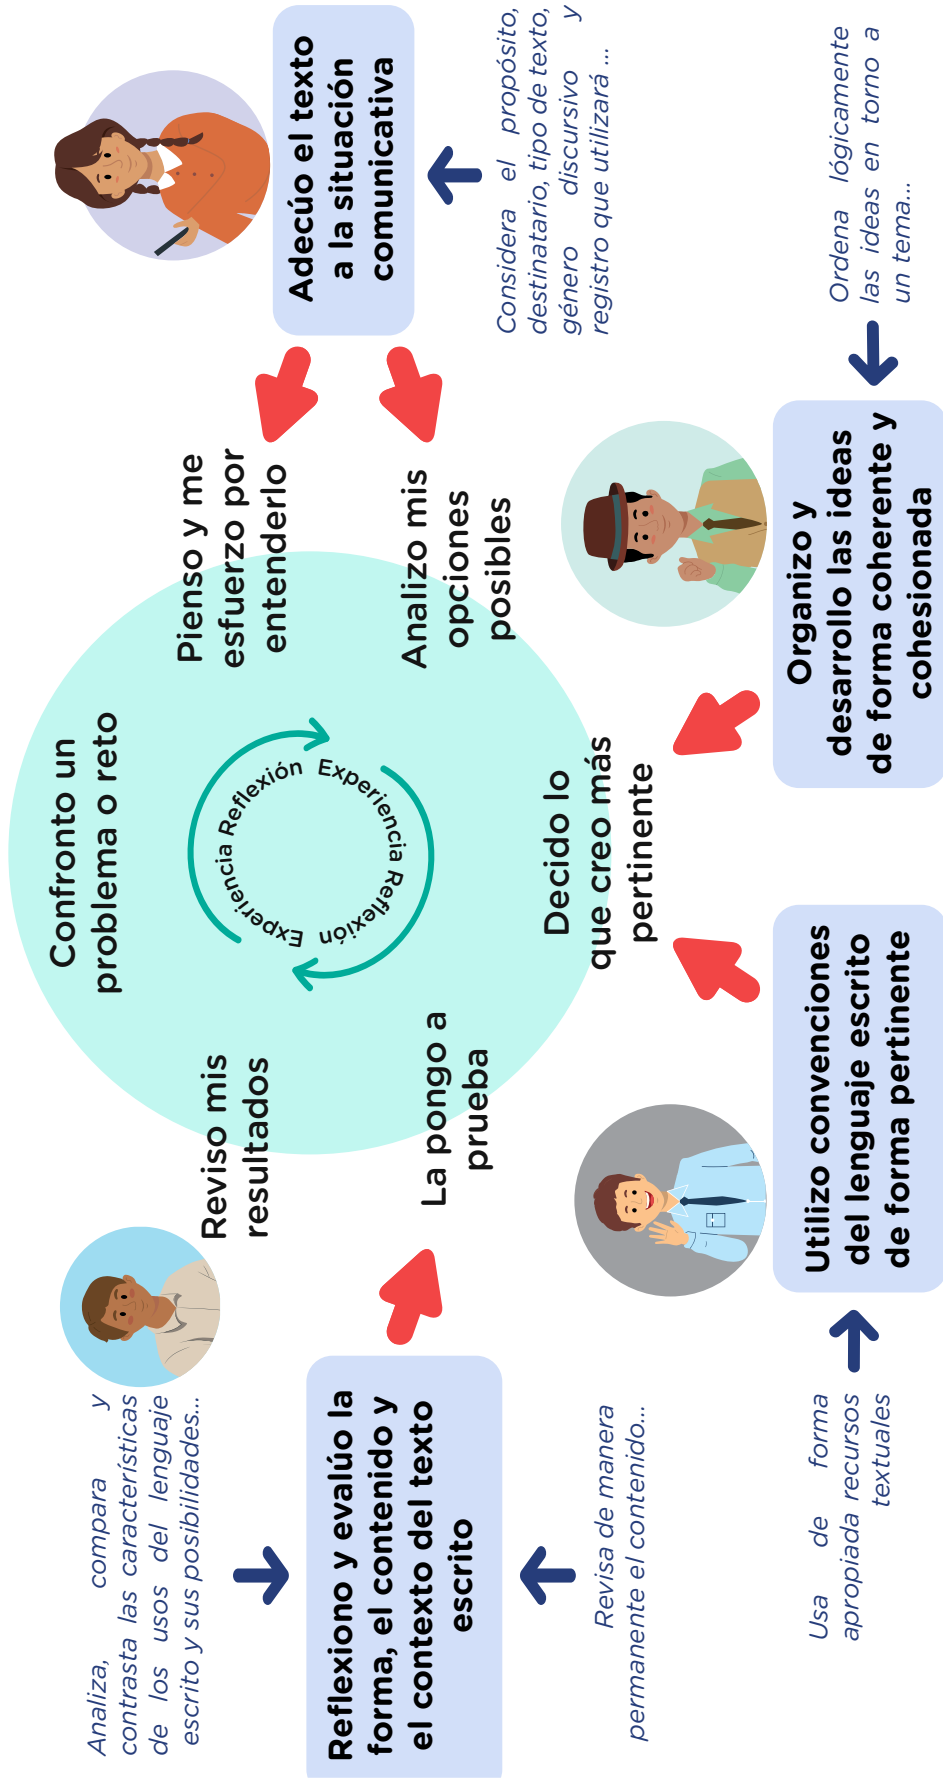 Confronto un
problema o reto
Pienso y me
esfuerzo por
entenderlo
Analizo mis
opciones
posibles
Decido lo
que creo más
pertinente
La pongo a
prueba
Reviso mis
resultados
Experiencia Reflexión Experiencia Reflexión
Adecúo el texto
a la situación
comunicativa
Considera el propósito,
destinatario, tipo de texto,
género discursivo y
registro que utilizará ...
Organizo y
desarrollo las ideas
de forma coherente y
cohesionada
Ordena lógicamente
las ideas en torno a
un tema...
Utilizo convenciones
del lenguaje escrito
de forma pertinente
Usa de forma
apropiada recursos
textuales
Reflexiono y evalúo la
forma, el contenido y
el contexto del texto
escrito
Analiza, compara y
contrasta las características
de los usos del lenguaje
escrito y sus posibilidades...
Revisa de manera
permanente el contenido...